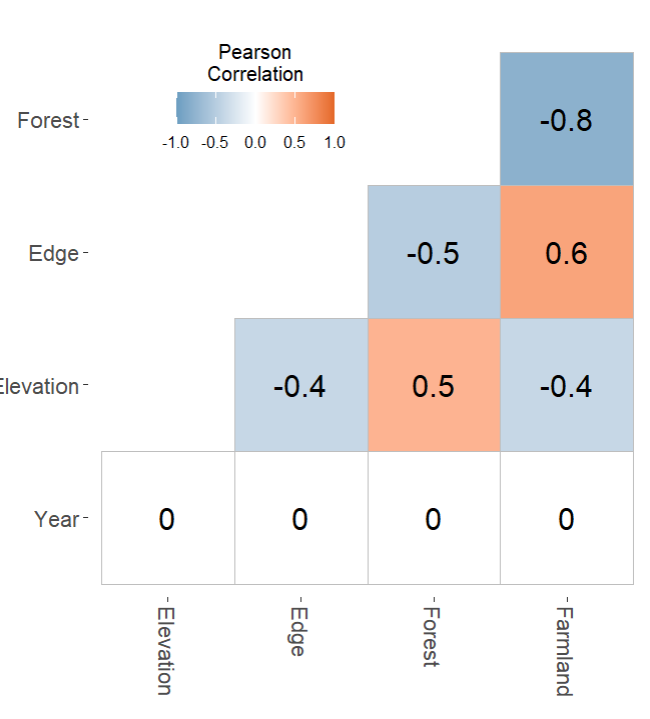 Pearson
Correlation
-1.0 -0.5 0.0 0.5 1.0
Forest
-0.8
Edge
-0.5 0.6
Elevation
-0.4 0.5 -0.4
Year
0 0 0 0
Elevation Edge Forest Farmland